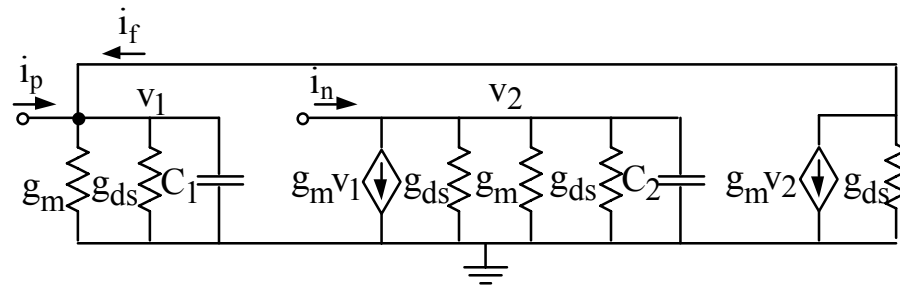 i_f
i_p v_1 i_n v_2
g_m g_ds C_1 g_mv_1 g_ds g_m g_ds C_2 g_mv_2 g_ds